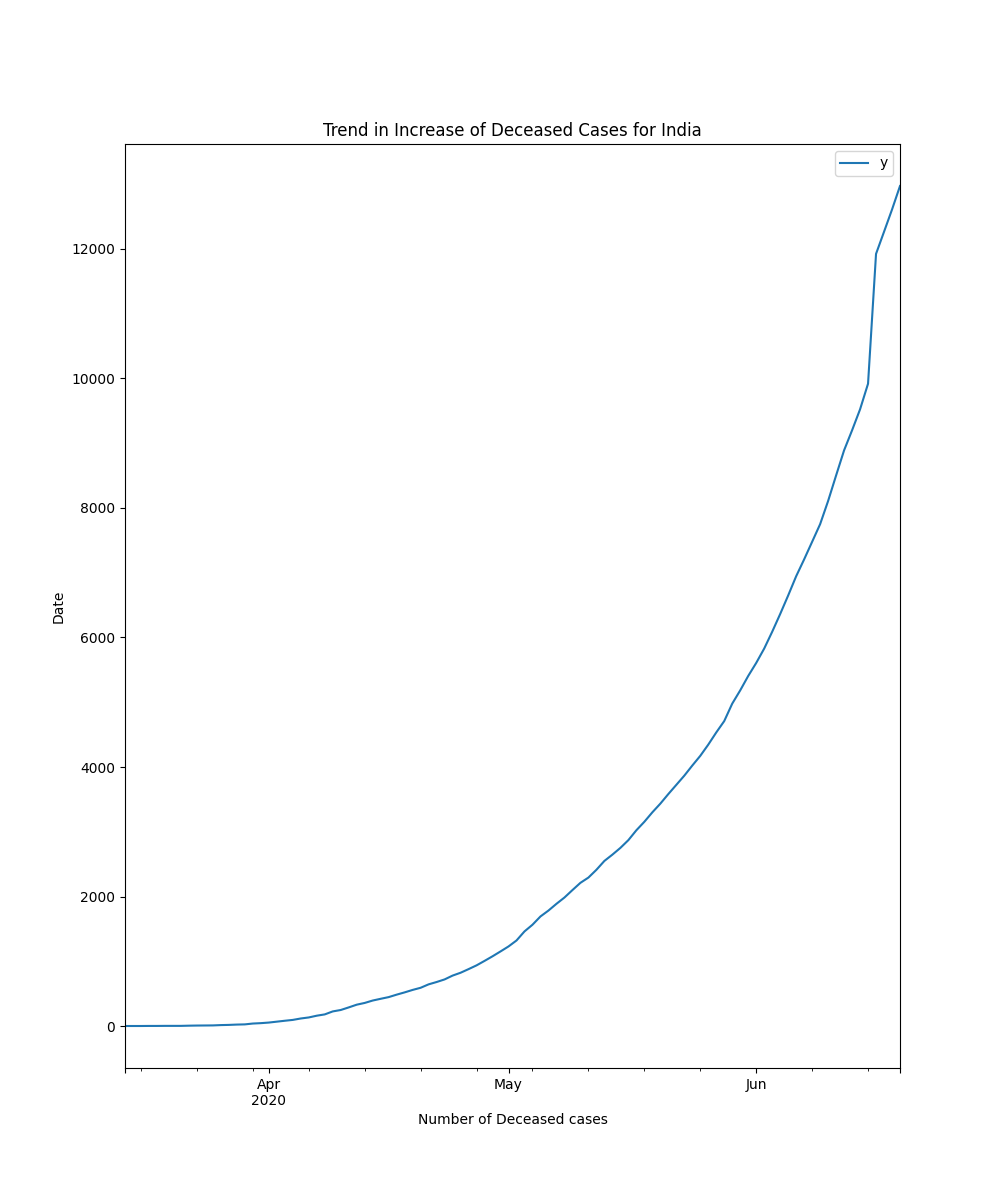 Trend in Increase of Deceased Cases for India
y
12000
10000
8000
6000
4000
2000
0
Date
Apr
2020
May
Jun
Number of Deceased cases